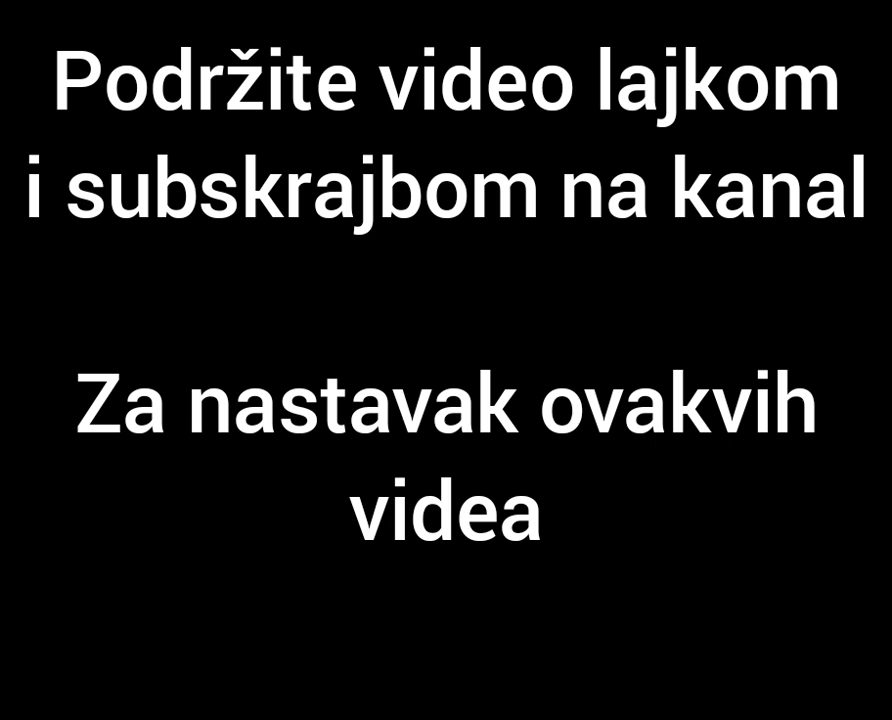 Podržite video lajkom
i subskrajbom na kanal
Za nastavak ovakvih
videa